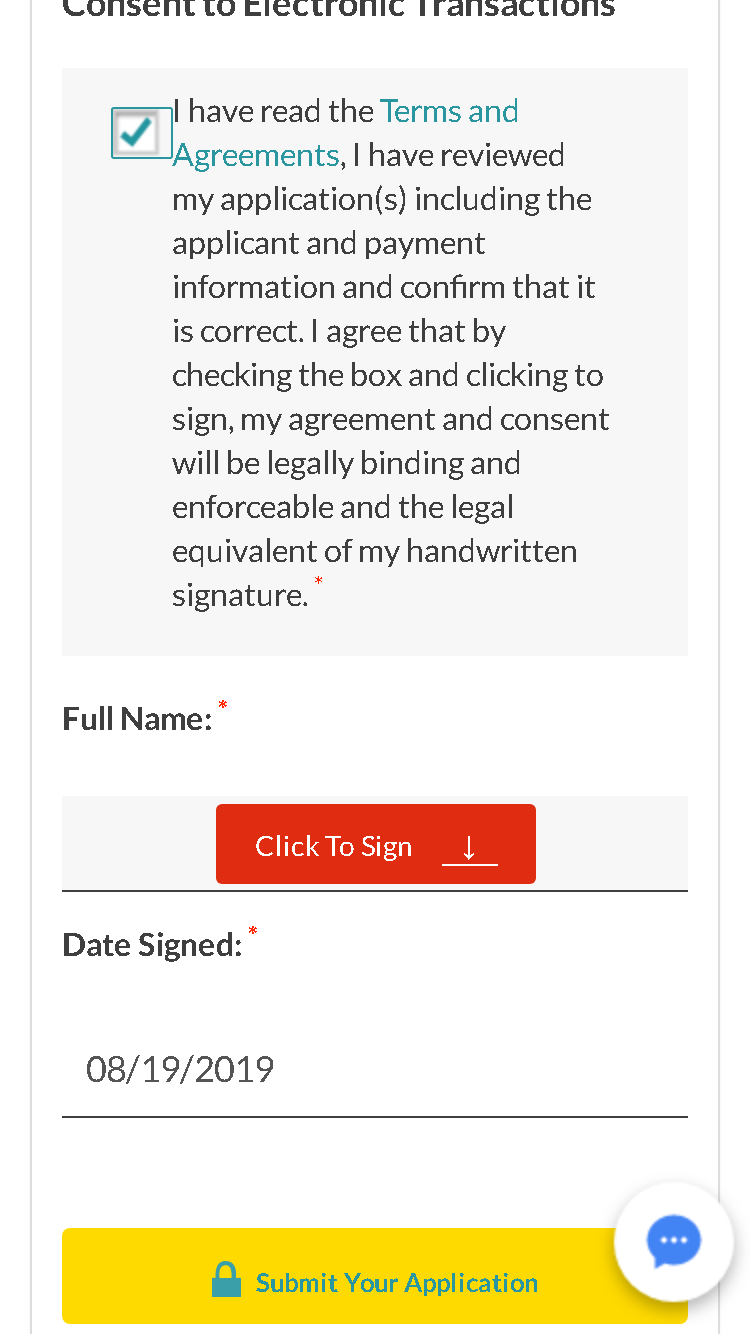 Consent to Electronic Transactions
I have read the Terms and
Agreements, I have reviewed
my application(s) including the
applicant and payment
information and confirm that it
is correct. I agree that by
checking the box and clicking to
sign, my agreement and consent
will be legally binding and
enforceable and the legal
equivalent of my handwritten
signature. *
Full Name: *
Click To Sign ↓
Date Signed: *
08/19/2019
Submit Your Application